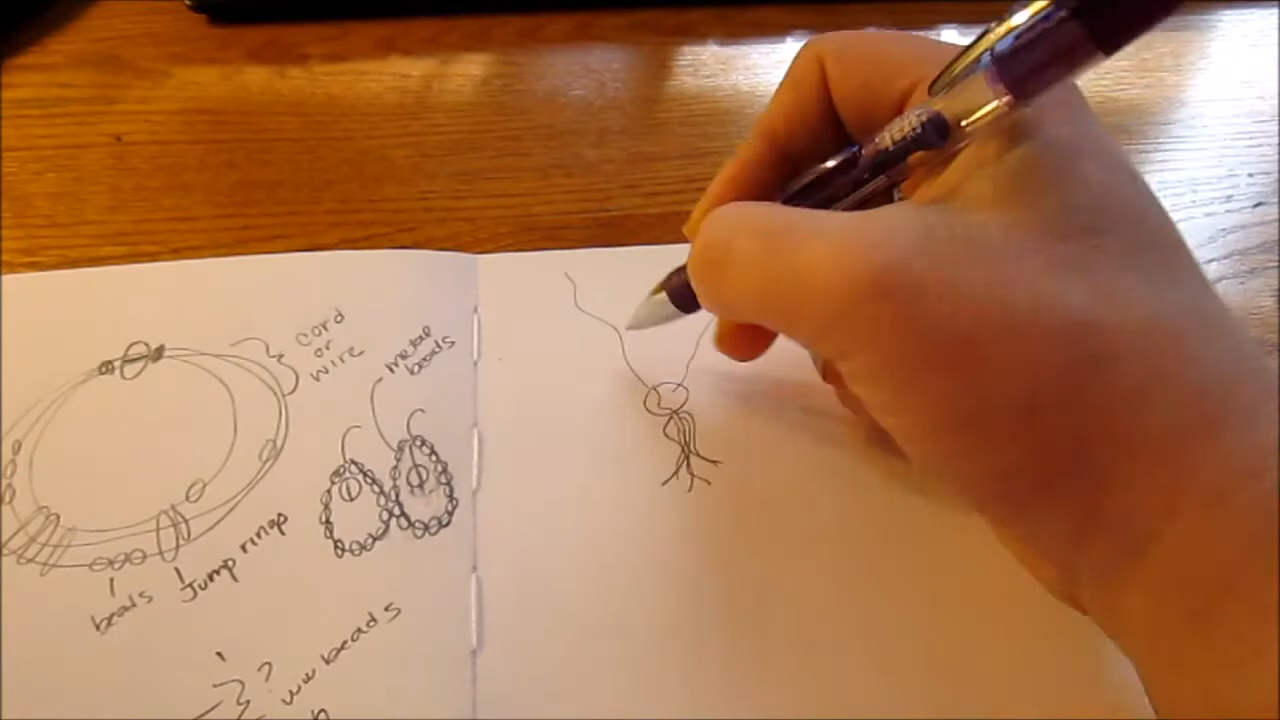 cord
or
wire
metal
beads
beads
Jump rings
?
beads